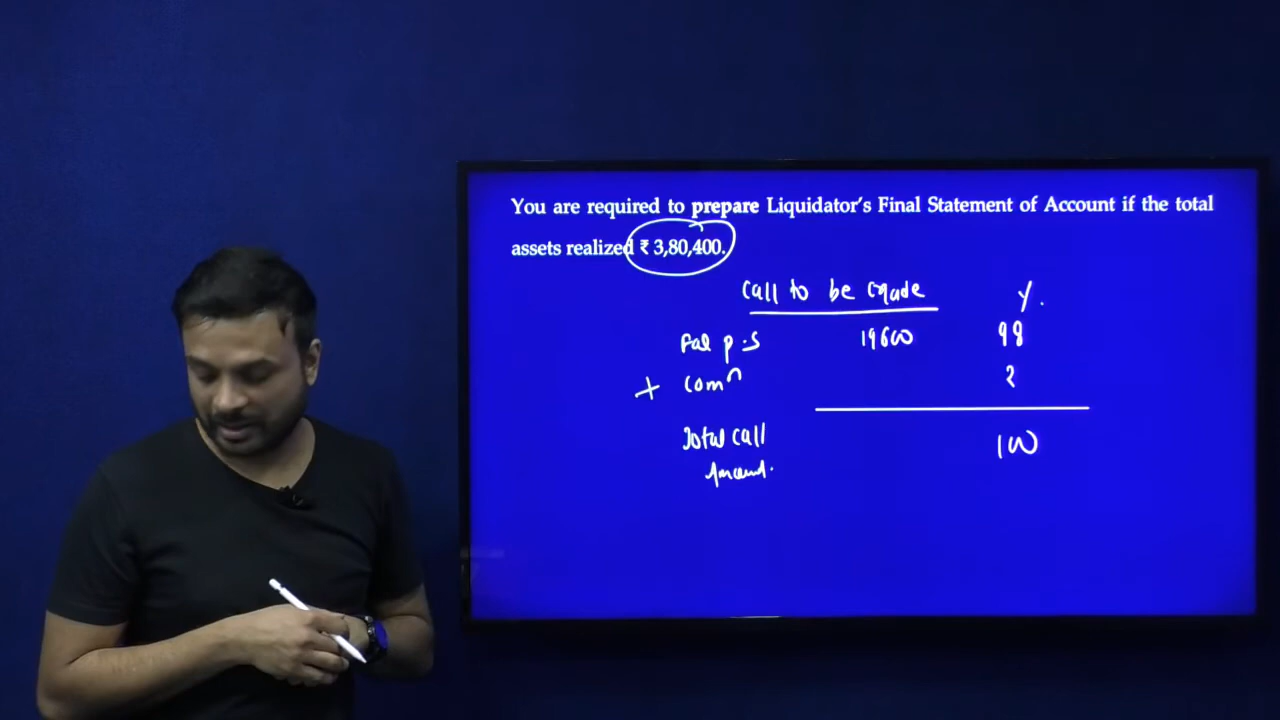 You are required to prepare Liquidator's Final Statement of Account if the total
assets realized ₹ 3,80,400.
Call to be made %.
For p.s 19600 98
+ Comⁿ 2
Total call 100
Amount.